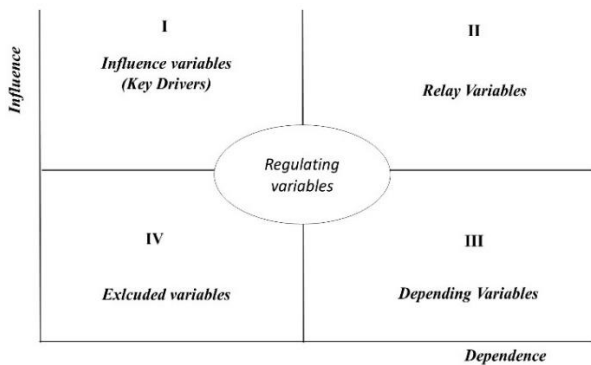 Influence
I
Influence variables
(Key Drivers)
II
Relay Variables
Regulating
variables
IV
Exlcuded variables
III
Depending Variables
Dependence